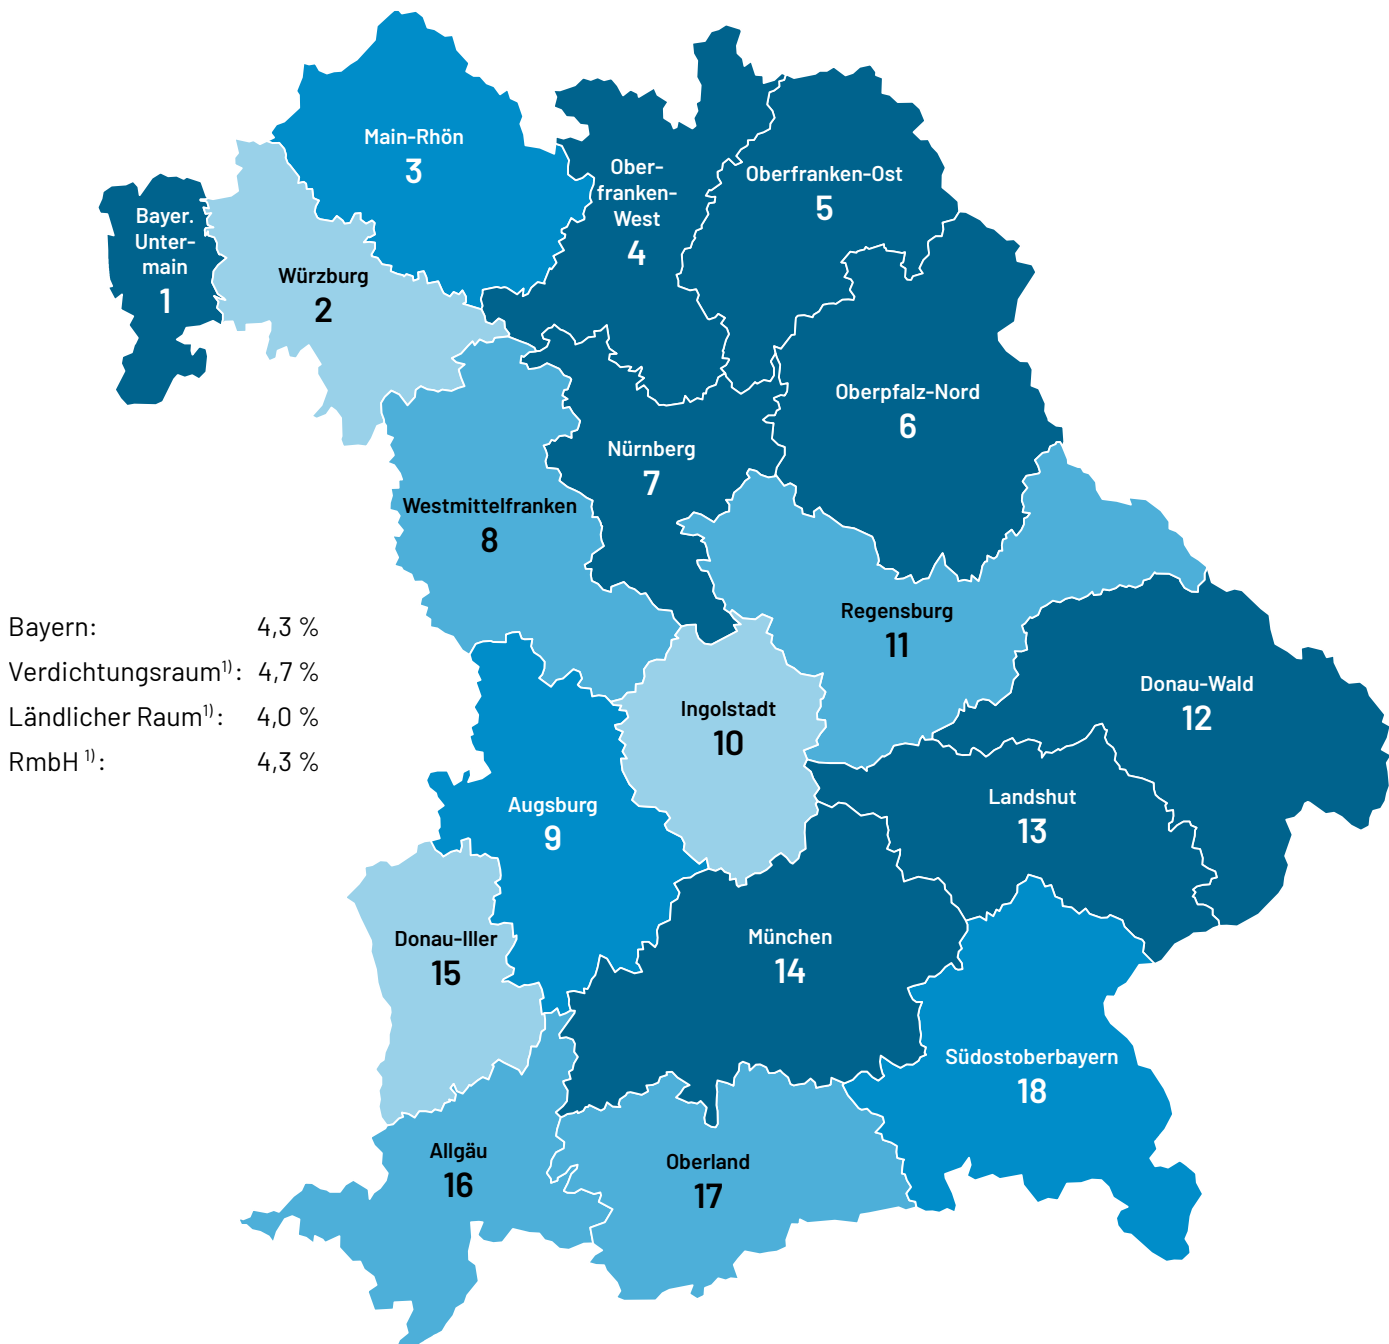 Main-Rhön
3
Ober-
franken-
West
4
Oberfranken-Ost
5
Bayer.
Unter-
main
1
Würzburg
2
Oberpfalz-Nord
6
Nürnberg
7
Westmittelfranken
8
Regensburg
11
Bayern: 4,3 %
Verdichtungsraum¹⁾: 4,7 %
Ländlicher Raum¹⁾: 4,0 %
RmbH ¹⁾: 4,3 %
Donau-Wald
12
Ingolstadt
10
Landshut
13
Augsburg
9
Donau-Iller
15
München
14
Südostoberbayern
18
Allgäu
16
Oberland
17